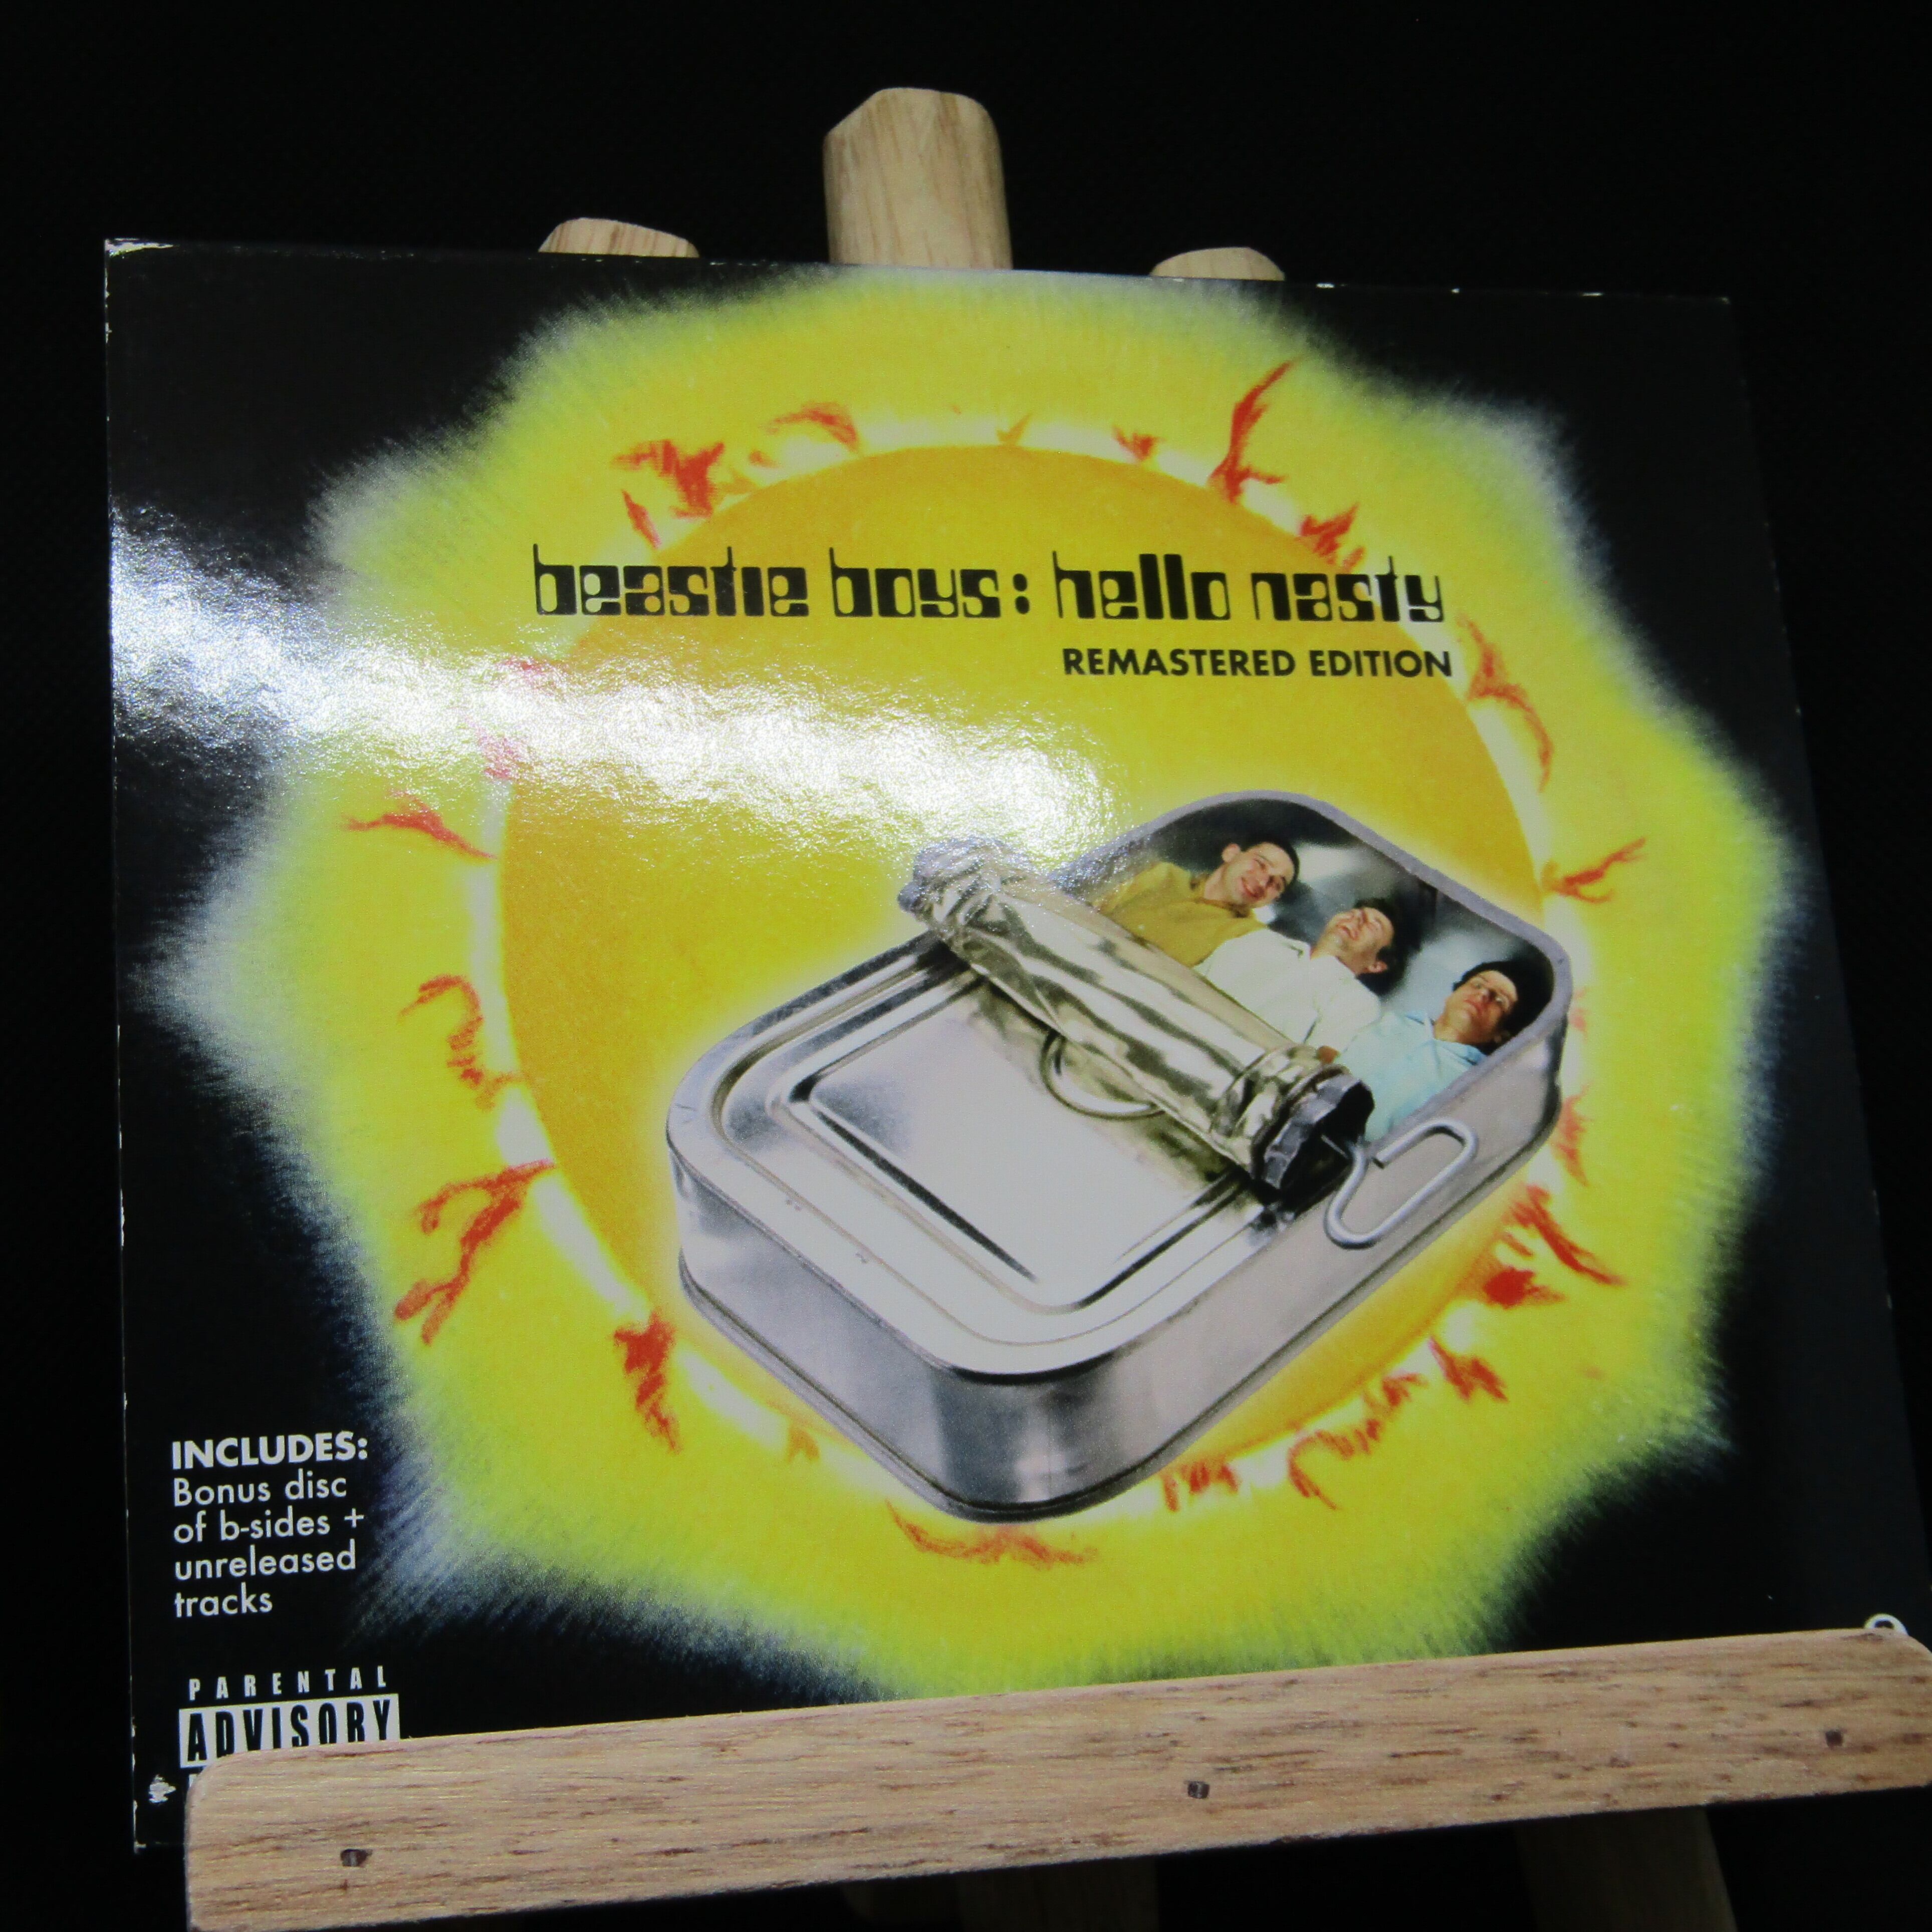 beastie boys: hello nasty
REMASTERED EDITION
INCLUDES:
Bonus disc
of b-sides +
unreleased
tracks
PARENTAL
ADVISORY